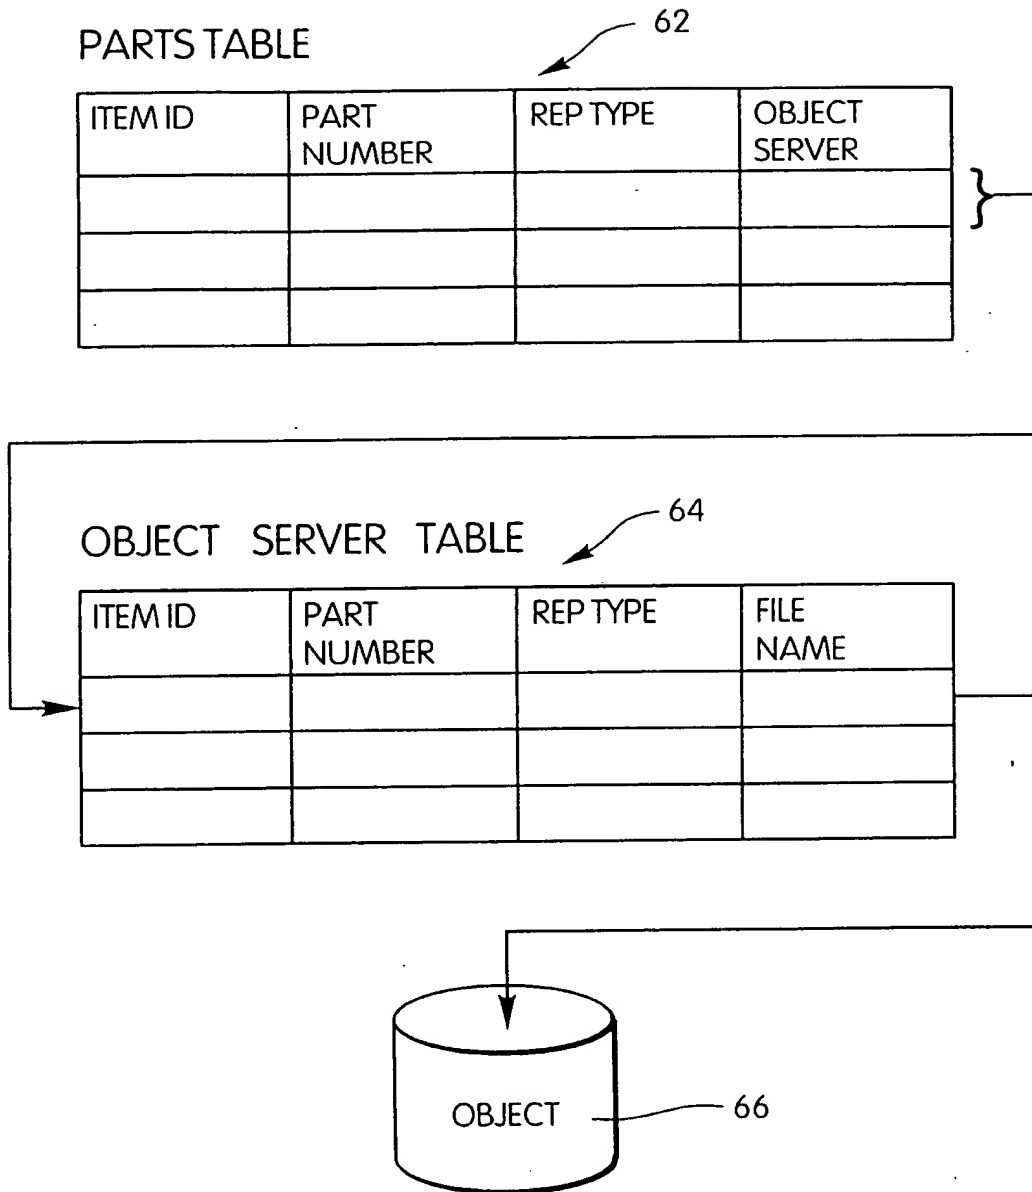 62
PARTS TABLE
ITEM ID PART NUMBER REP TYPE OBJECT SERVER
64
OBJECT SERVER TABLE
ITEM ID PART NUMBER REP TYPE FILE NAME
OBJECT
66